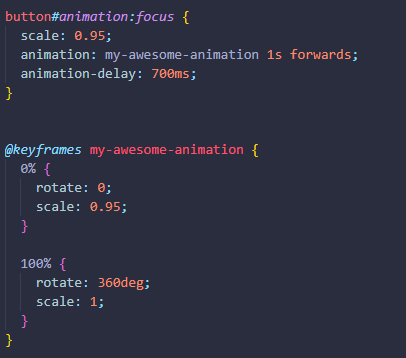 button#animation:focus {
  scale: 0.95;
  animation: my-awesome-animation 1s forwards;
  animation-delay: 700ms;
}

@keyframes my-awesome-animation {
  0% {
    rotate: 0;
    scale: 0.95;
  }

  100% {
    rotate: 360deg;
    scale: 1;
  }
}